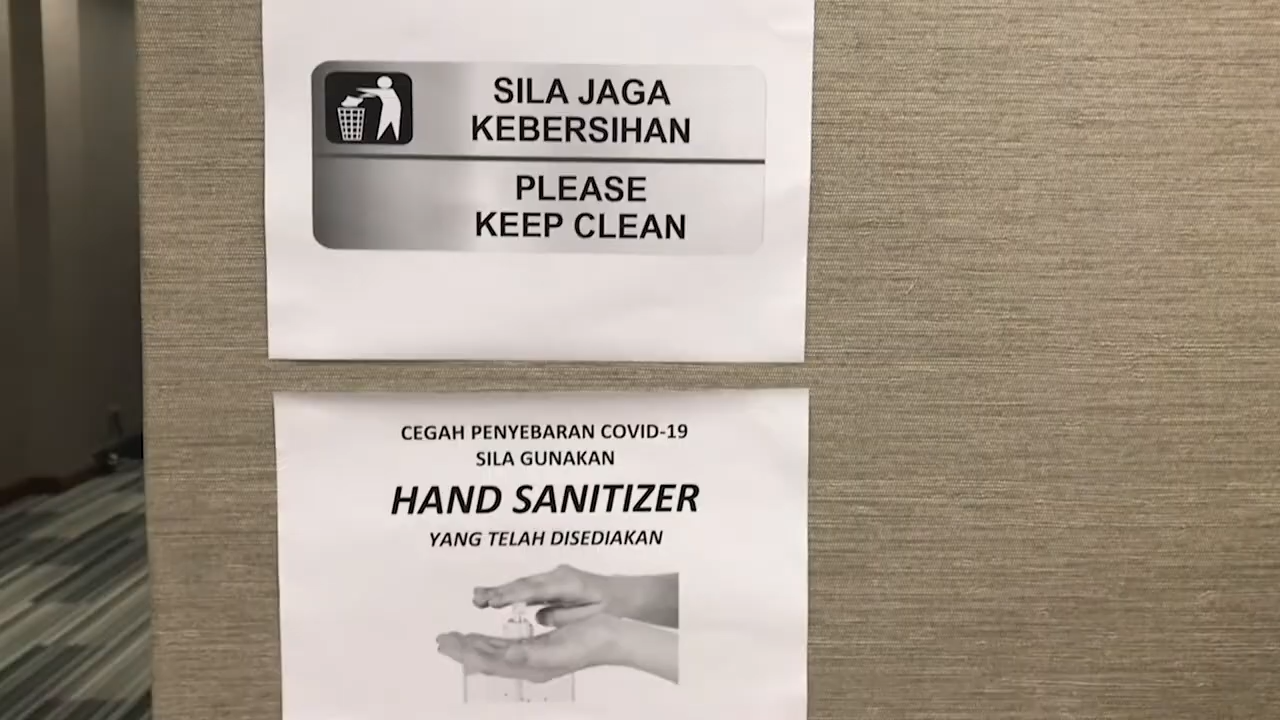 SILA JAGA
KEBERSIHAN
PLEASE
KEEP CLEAN
CEGAH PENYEBARAN COVID-19
SILA GUNAKAN
HAND SANITIZER
YANG TELAH DISEDIAKAN